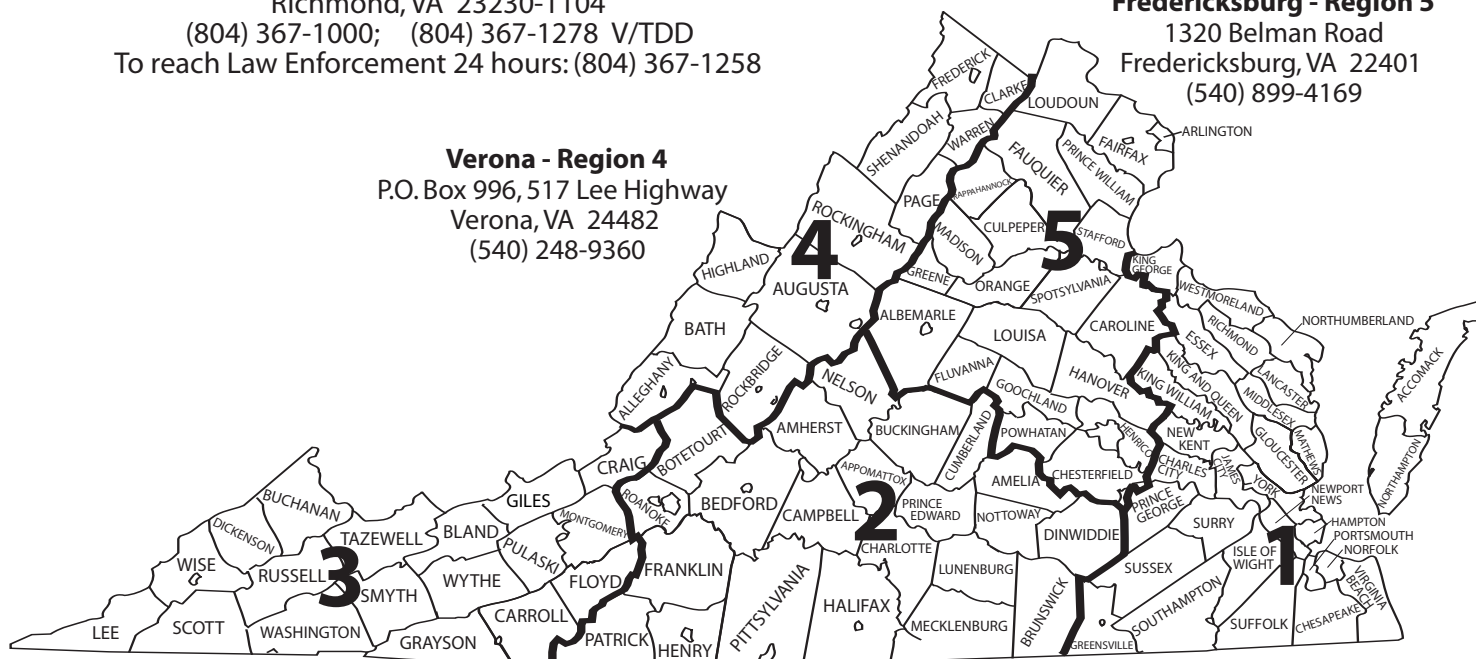 Richmond, VA 23230-1104
(804) 367-1000; (804) 367-1278 V/TDD
To reach Law Enforcement 24 hours: (804) 367-1258
Fredericksburg - Region 5
1320 Belman Road
Fredericksburg, VA 22401
(540) 899-4169
Verona - Region 4
P.O. Box 996, 517 Lee Highway
Verona, VA 24482
(540) 248-9360
FREDERICK
CLARKE
LOUDOUN
SHENANDOAH
WARREN
FAUQUIER
PRINCE WILLIAM
FAIRFAX
ARLINGTON
PAGE
RAPPAHANNOCK
ROCKINGHAM
MADISON
CULPEPER
STAFFORD
4
5
HIGHLAND
AUGUSTA
GREENE
ORANGE
SPOTSYLVANIA
KING
GEORGE
WESTMORELAND
BATH
ALBEMARLE
LOUISA
CAROLINE
ESSEX
RICHMOND
NORTHUMBERLAND
ALLEGHANY
ROCKBRIDGE
NELSON
FLUVANNA
GOOCHLAND
HANOVER
KING WILLIAM
KING AND QUEEN
LANCASTER
MIDDLESEX
ACCOMACK
CRAIG
BOTETOURT
AMHERST
BUCKINGHAM
CUMBERLAND
POWHATAN
HENRICO
NEW
KENT
GLOUCESTER
MATHEWS
NORTHAMPTON
BUCHANAN
GILES
ROANOKE
BEDFORD
APPOMATTOX
AMELIA
CHESTERFIELD
CHARLES
CITY
JAMES
CITY
YORK
NEWPORT
NEWS
DICKENSON
TAZEWELL
BLAND
MONTGOMERY
CAMPBELL
2
PRINCE
EDWARD
NOTTOWAY
DINWIDDIE
PRINCE
GEORGE
SURRY
HAMPTON
PORTSMOUTH
NORFOLK
WISE
RUSSELL
3
SMYTH
WYTHE
PULASKI
FLOYD
FRANKLIN
CHARLOTTE
LUNENBURG
SUSSEX
ISLE OF
WIGHT
1
VIRGINIA
BEACH
LEE
SCOTT
WASHINGTON
GRAYSON
CARROLL
PATRICK
HENRY
PITTSYLVANIA
HALIFAX
MECKLENBURG
BRUNSWICK
GREENSVILLE
SOUTHAMPTON
SUFFOLK
CHESAPEAKE